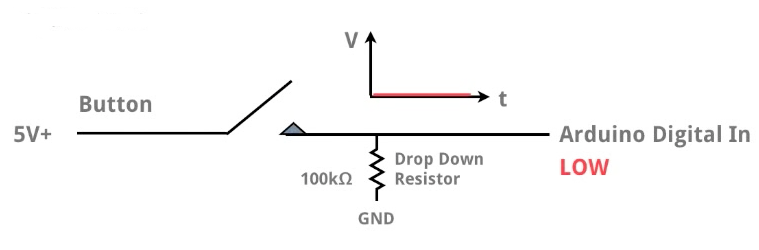 V
t
Button
5V+
Arduino Digital In
LOW
Drop Down
Resistor
100kΩ
GND